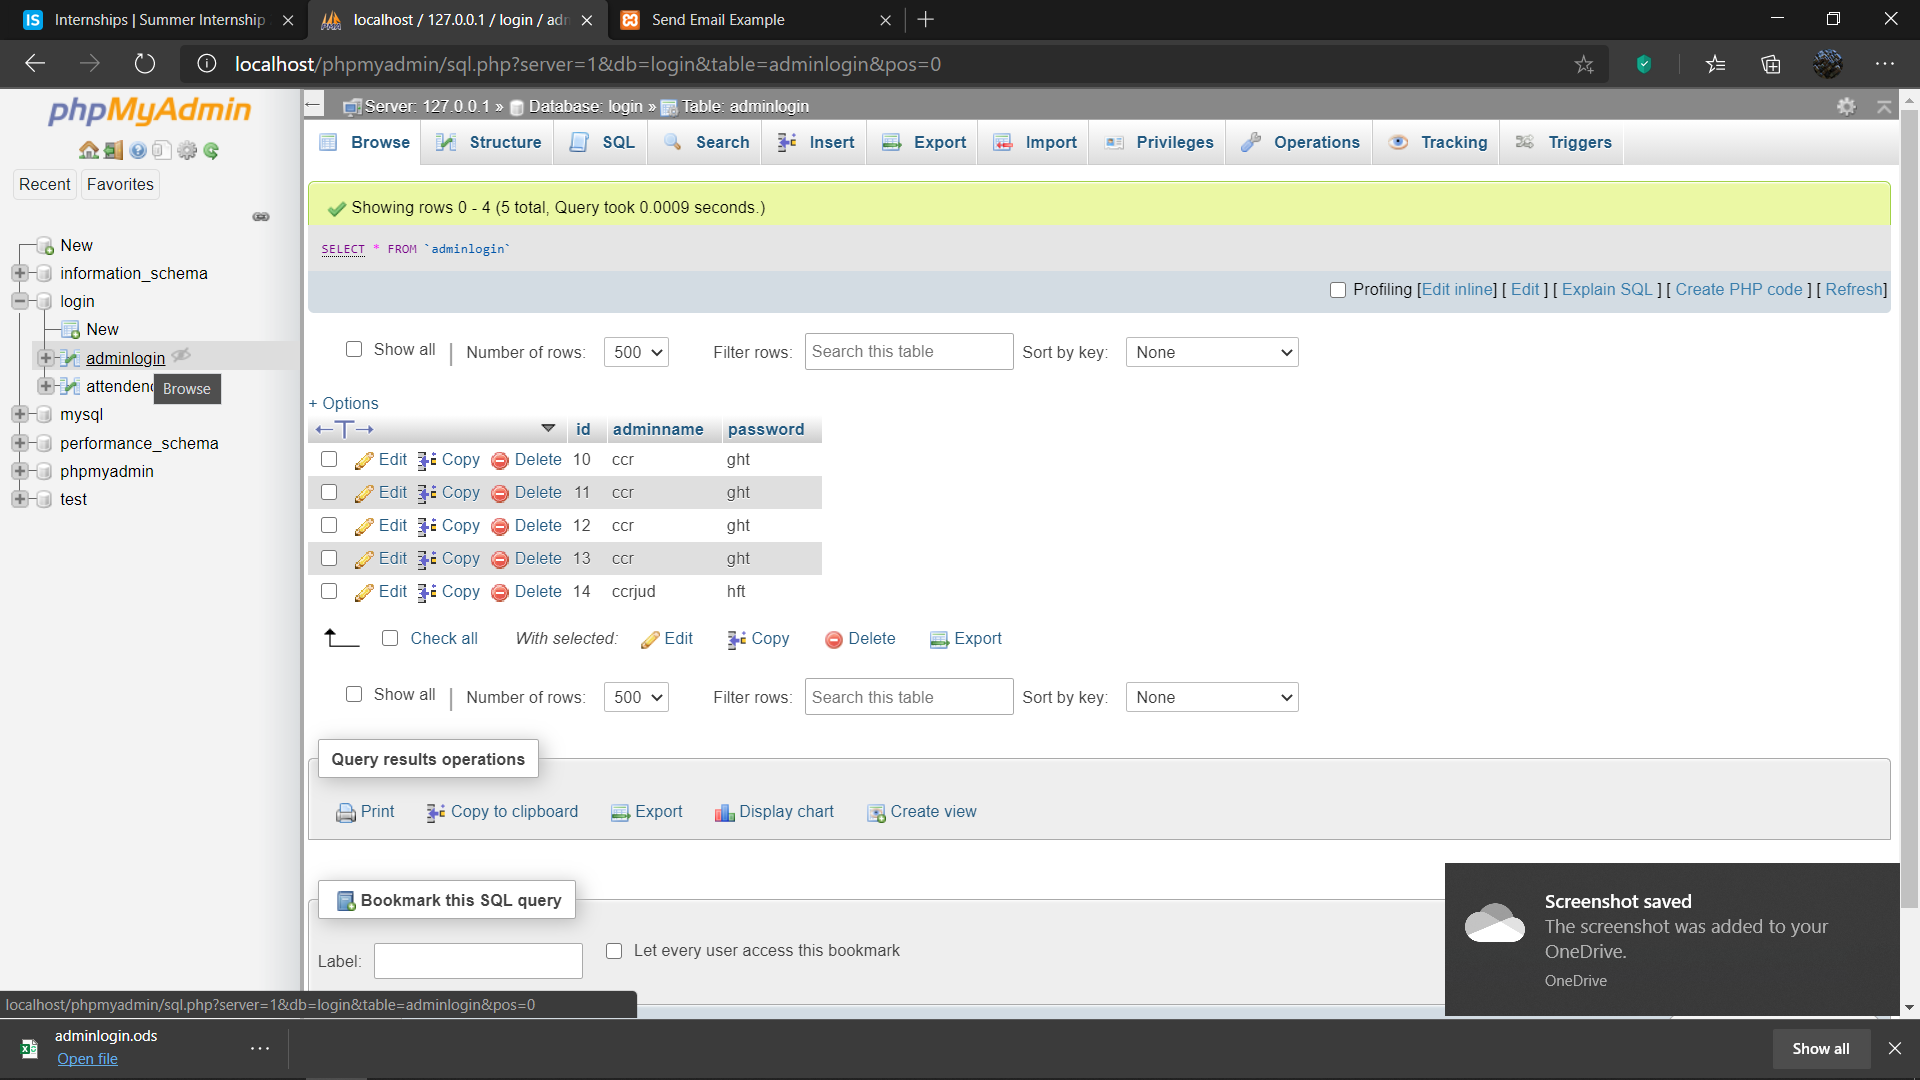 Internships | Summer Internship
localhost / 127.0.0.1 / login / adn
Send Email Example
localhost/phpmyadmin/sql.php?server=1&db=login&table=adminlogin&pos=0
phpMyAdmin
Recent Favorites
New
information_schema
login
New
adminlogin
attendenc
Browse
mysql
performance_schema
phpmyadmin
test
Server: 127.0.0.1 » Database: login » Table: adminlogin
Browse Structure SQL Search Insert Export Import Privileges Operations Tracking Triggers
Showing rows 0 - 4 (5 total, Query took 0.0009 seconds.)
SELECT * FROM `adminlogin`
Profiling [Edit inline] [ Edit ] [ Explain SQL ] [ Create PHP code ] [ Refresh]
Show all | Number of rows: 500 Filter rows: Search this table Sort by key: None
+ Options
←T→ id adminname password
Edit Copy Delete 10 ccr ght
Edit Copy Delete 11 ccr ght
Edit Copy Delete 12 ccr ght
Edit Copy Delete 13 ccr ght
Edit Copy Delete 14 ccrjud hft
Check all With selected: Edit Copy Delete Export
Show all | Number of rows: 500 Filter rows: Search this table Sort by key: None
Query results operations
Print Copy to clipboard Export Display chart Create view
Bookmark this SQL query
Label: Let every user access this bookmark
Screenshot saved
The screenshot was added to your
OneDrive.
OneDrive
localhost/phpmyadmin/sql.php?server=1&db=login&table=adminlogin&pos=0
adminlogin.ods
Open file
Show all